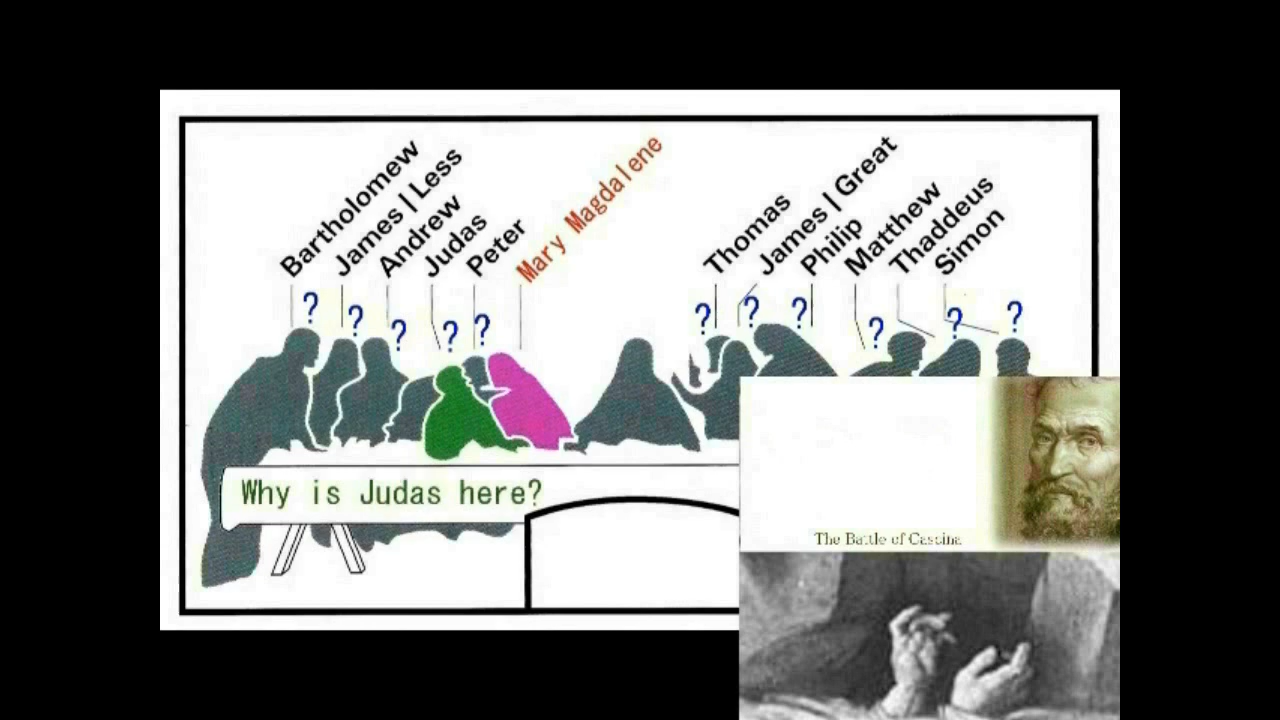 Bartholomew
James | Less
Andrew
Judas
Peter
Mary Magdalene
Thomas
James | Great
Philip
Matthew
Thaddeus
Simon
? ? ? ? ? ? ? ? ? ? ?
Why is Judas here?
The Battle of Cascina